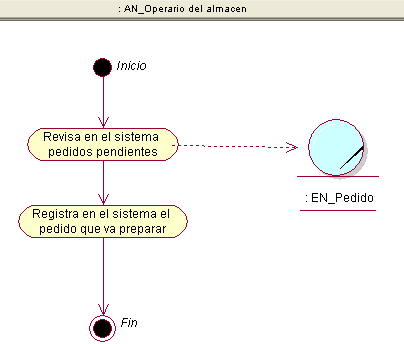 : AN_Operario del almacen
Inicio
Revisa en el sistema
pedidos pendientes
: EN_Pedido
Registra en el sistema el
pedido que va preparar
Fin